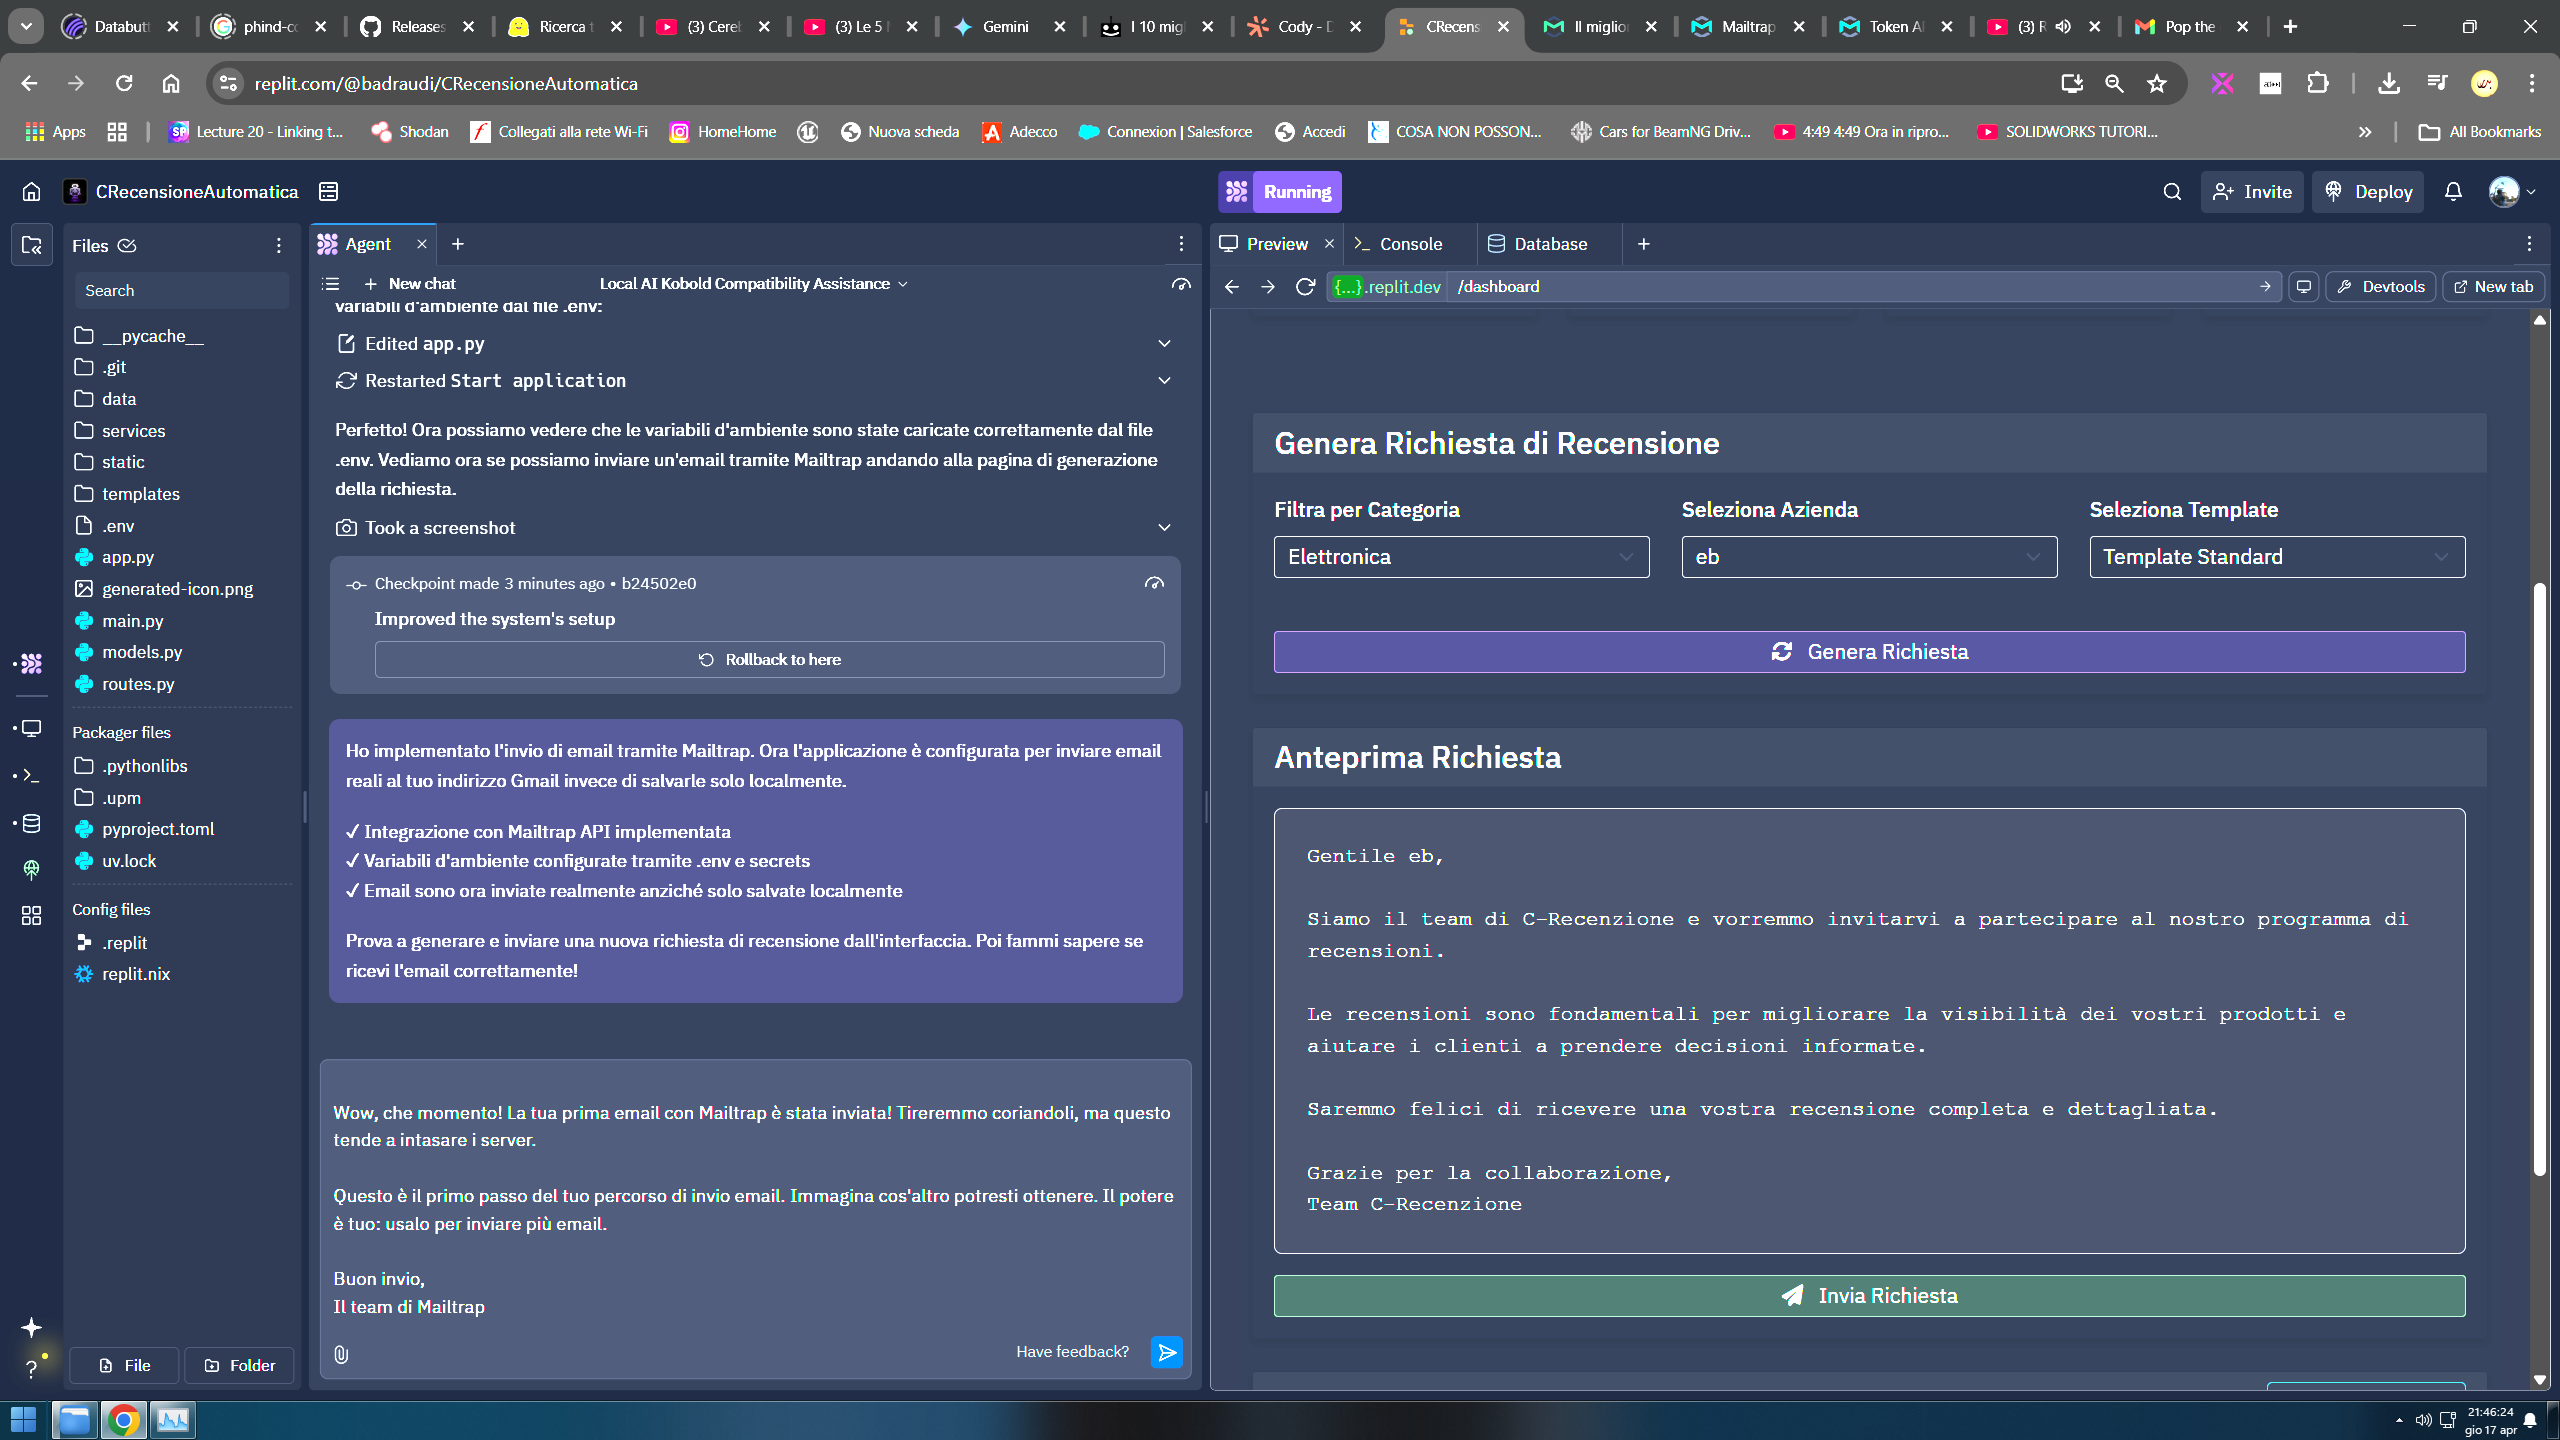 Databutt
phind-co
Releases
Ricerca t
(3) Cereb
(3) Le 5 M
Gemini
I 10 migl
Cody - D
CRecens
Il miglior
Mailtrap
Token AI
(3) R
Pop the
replit.com/@badraudi/CRecensioneAutomatica
Apps
Lecture 20 - Linking t...
Shodan
Collegati alla rete Wi-Fi
HomeHome
Nuova scheda
Adecco
Connexion | Salesforce
Accedi
COSA NON POSSON...
Cars for BeamNG Driv...
4:49 4:49 Ora in ripro...
SOLIDWORKS TUTORI...
All Bookmarks
CRecensioneAutomatica
Running
Invite
Deploy
Files
Search
__pycache__
.git
data
services
static
templates
.env
app.py
generated-icon.png
main.py
models.py
routes.py
Packager files
.pythonlibs
.upm
pyproject.toml
uv.lock
Config files
.replit
replit.nix
File
Folder
Agent
New chat
Local AI Kobold Compatibility Assistance
variabili d'ambiente dal file .env:
Edited app.py
Restarted Start application
Perfetto! Ora possiamo vedere che le variabili d'ambiente sono state caricate correttamente dal file
.env. Vediamo ora se possiamo inviare un'email tramite Mailtrap andando alla pagina di generazione
della richiesta.
Took a screenshot
Checkpoint made 3 minutes ago • b24502e0
Improved the system's setup
Rollback to here
Ho implementato l'invio di email tramite Mailtrap. Ora l'applicazione è configurata per inviare email
reali al tuo indirizzo Gmail invece di salvarle solo localmente.
✓ Integrazione con Mailtrap API implementata
✓ Variabili d'ambiente configurate tramite .env e secrets
✓ Email sono ora inviate realmente anziché solo salvate localmente
Prova a generare e inviare una nuova richiesta di recensione dall'interfaccia. Poi fammi sapere se
ricevi l'email correttamente!
Wow, che momento! La tua prima email con Mailtrap è stata inviata! Tireremmo coriandoli, ma questo
tende a intasare i server.
Questo è il primo passo del tuo percorso di invio email. Immagina cos'altro potresti ottenere. Il potere
è tuo: usalo per inviare più email.
Buon invio,
Il team di Mailtrap
Have feedback?
Preview
Console
Database
{...}.replit.dev
/dashboard
Devtools
New tab
Genera Richiesta di Recensione
Filtra per Categoria
Seleziona Azienda
Seleziona Template
Elettronica
eb
Template Standard
Genera Richiesta
Anteprima Richiesta
Gentile eb,
Siamo il team di C-Recenzione e vorremmo invitarvi a partecipare al nostro programma di
recensioni.
Le recensioni sono fondamentali per migliorare la visibilità dei vostri prodotti e
aiutare i clienti a prendere decisioni informate.
Saremmo felici di ricevere una vostra recensione completa e dettagliata.
Grazie per la collaborazione,
Team C-Recenzione
Invia Richiesta
21:46:24
gio 17 apr